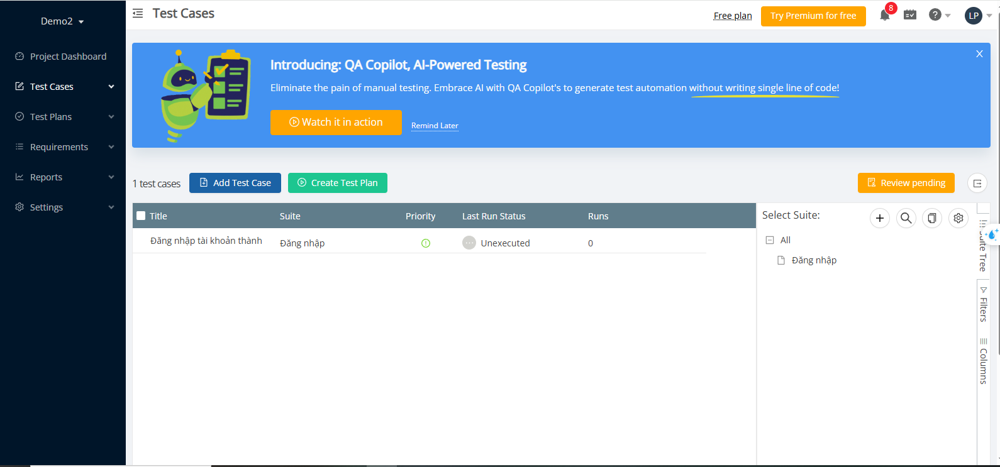 Demo2
Project Dashboard
Test Cases
Test Plans
Requirements
Reports
Settings
Test Cases
Free plan
Try Premium for free
8
LP
Introducing: QA Copilot, AI-Powered Testing
Eliminate the pain of manual testing. Embrace AI with QA Copilot's to generate test automation without writing single line of code!
Watch it in action
Remind Later
1 test cases
Add Test Case
Create Test Plan
Review pending
Title Suite Priority Last Run Status Runs
Đăng nhập tài khoản thành Đăng nhập Unexecuted 0
Select Suite:
All
Đăng nhập
Suite Tree
Filters
Columns